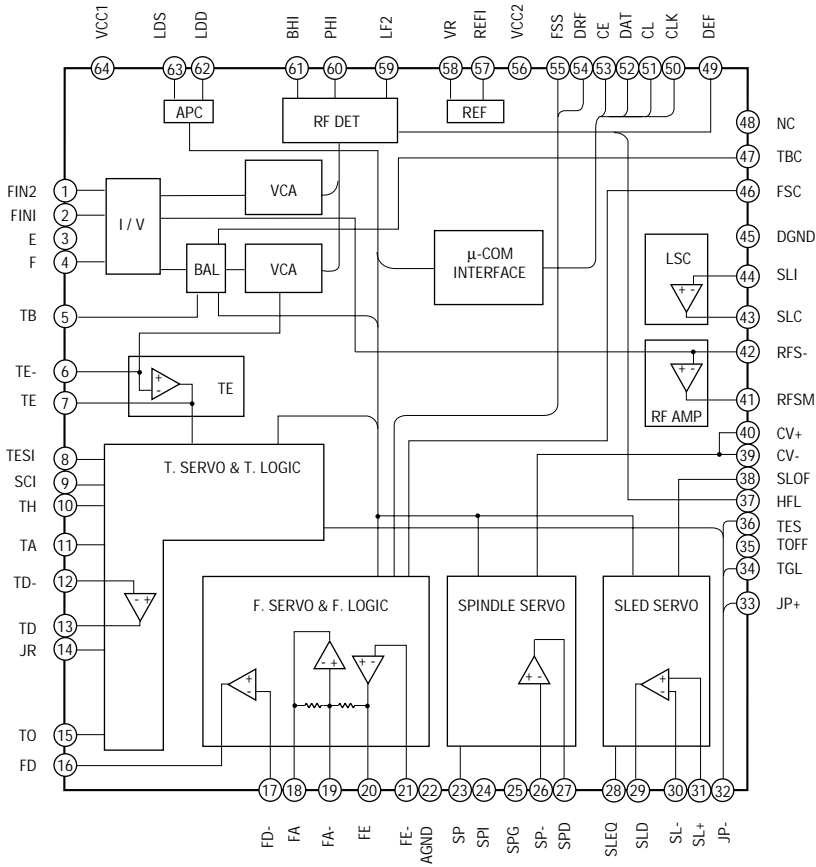 VCC1
LDS
LDD
BHI
PHI
LF2
VR
REFI
VCC2
FSS
DRF
CE
DAT
CL
CLK
DEF
64
63
62
61
60
59
58
57
56
55
54
53
52
51
50
49
APC
RF DET
REF
48 NC
47 TBC
46 FSC
45 DGND
44 SLI
43 SLC
42 RFS-
41 RFSM
40 CV+
39 CV-
38 SLOF
37 HFL
36 TES
35 TOFF
34 TGL
33 JP+
FIN2 1
FINI 2
E 3
F 4
TB 5
TE- 6
TE 7
TESI 8
SCI 9
TH 10
TA 11
TD- 12
TD 13
JR 14
TO 15
FD 16
I / V
VCA
BAL
VCA
μ-COM
INTERFACE
LSC
+ -
+ -
RF AMP
+
-
TE
T. SERVO & T. LOGIC
- +
F. SERVO & F. LOGIC
+
-
- +
+ -
SPINDLE SERVO
- +
SLED SERVO
+
-
17
18
19
20
21
22
23
24
25
26
27
28
29
30
31
32
FD-
FA
FA-
FE
FE-
AGND
SP
SPI
SPG
SP-
SPD
SLEQ
SLD
SL-
SL+
JP-